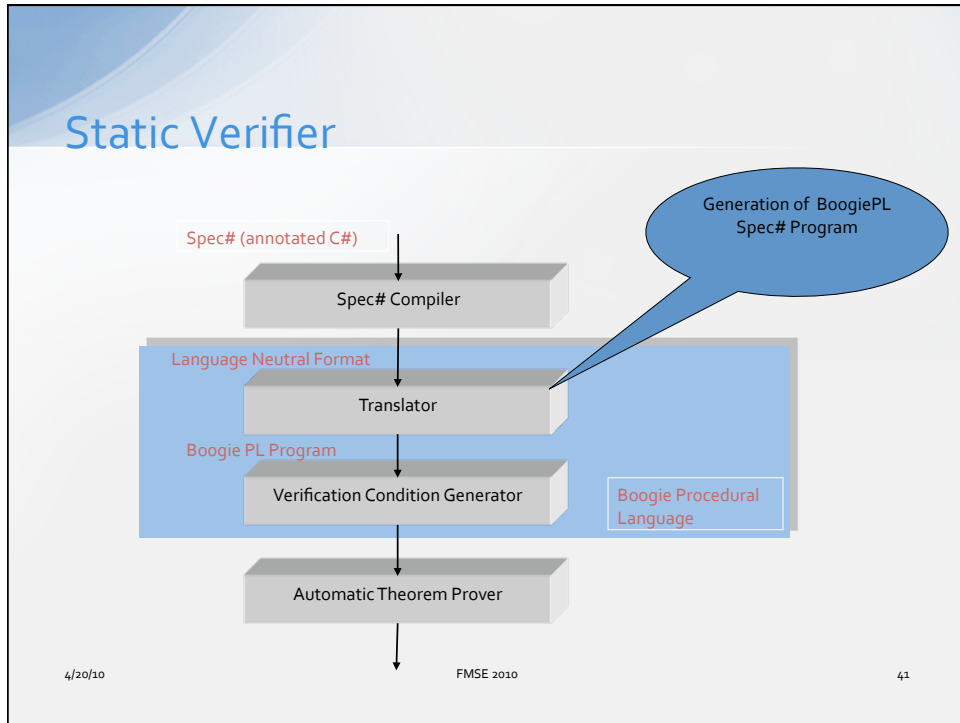 Static Verifier
Generation of BoogiePL
Spec# Program
Spec# (annotated C#)
Spec# Compiler
Language Neutral Format
Translator
Boogie PL Program
Verification Condition Generator
Boogie Procedural
Language
Automatic Theorem Prover
4/20/10
FMSE 2010
41